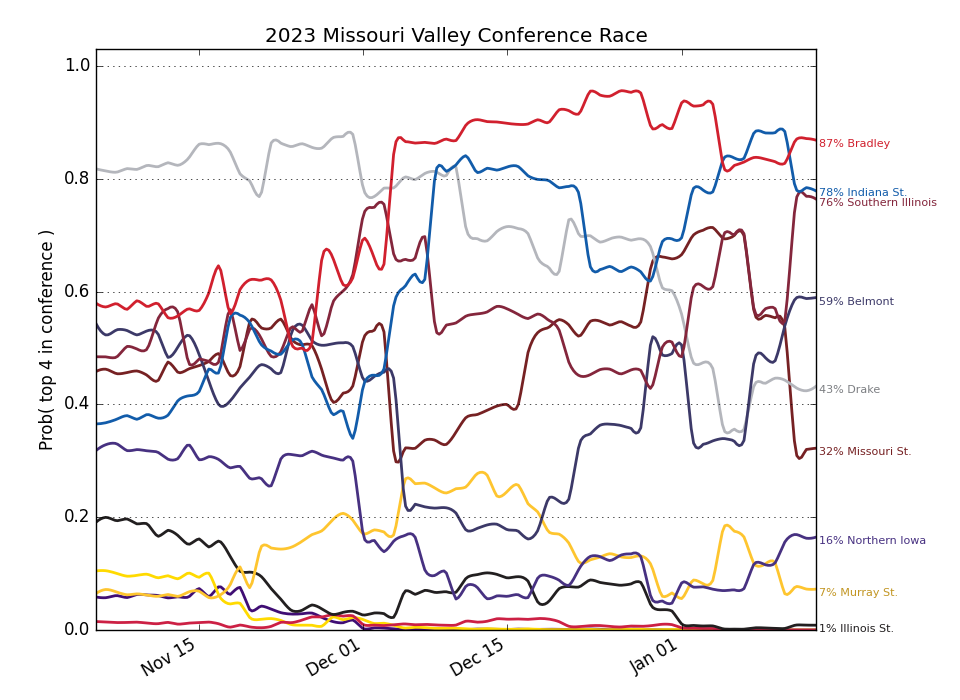 2023 Missouri Valley Conference Race
Prob( top 4 in conference )
1.0
0.8
0.6
0.4
0.2
0.0
Nov 15
Dec 01
Dec 15
Jan 01
87% Bradley
78% Indiana St.
76% Southern Illinois
59% Belmont
43% Drake
32% Missouri St.
16% Northern Iowa
7% Murray St.
1% Illinois St.